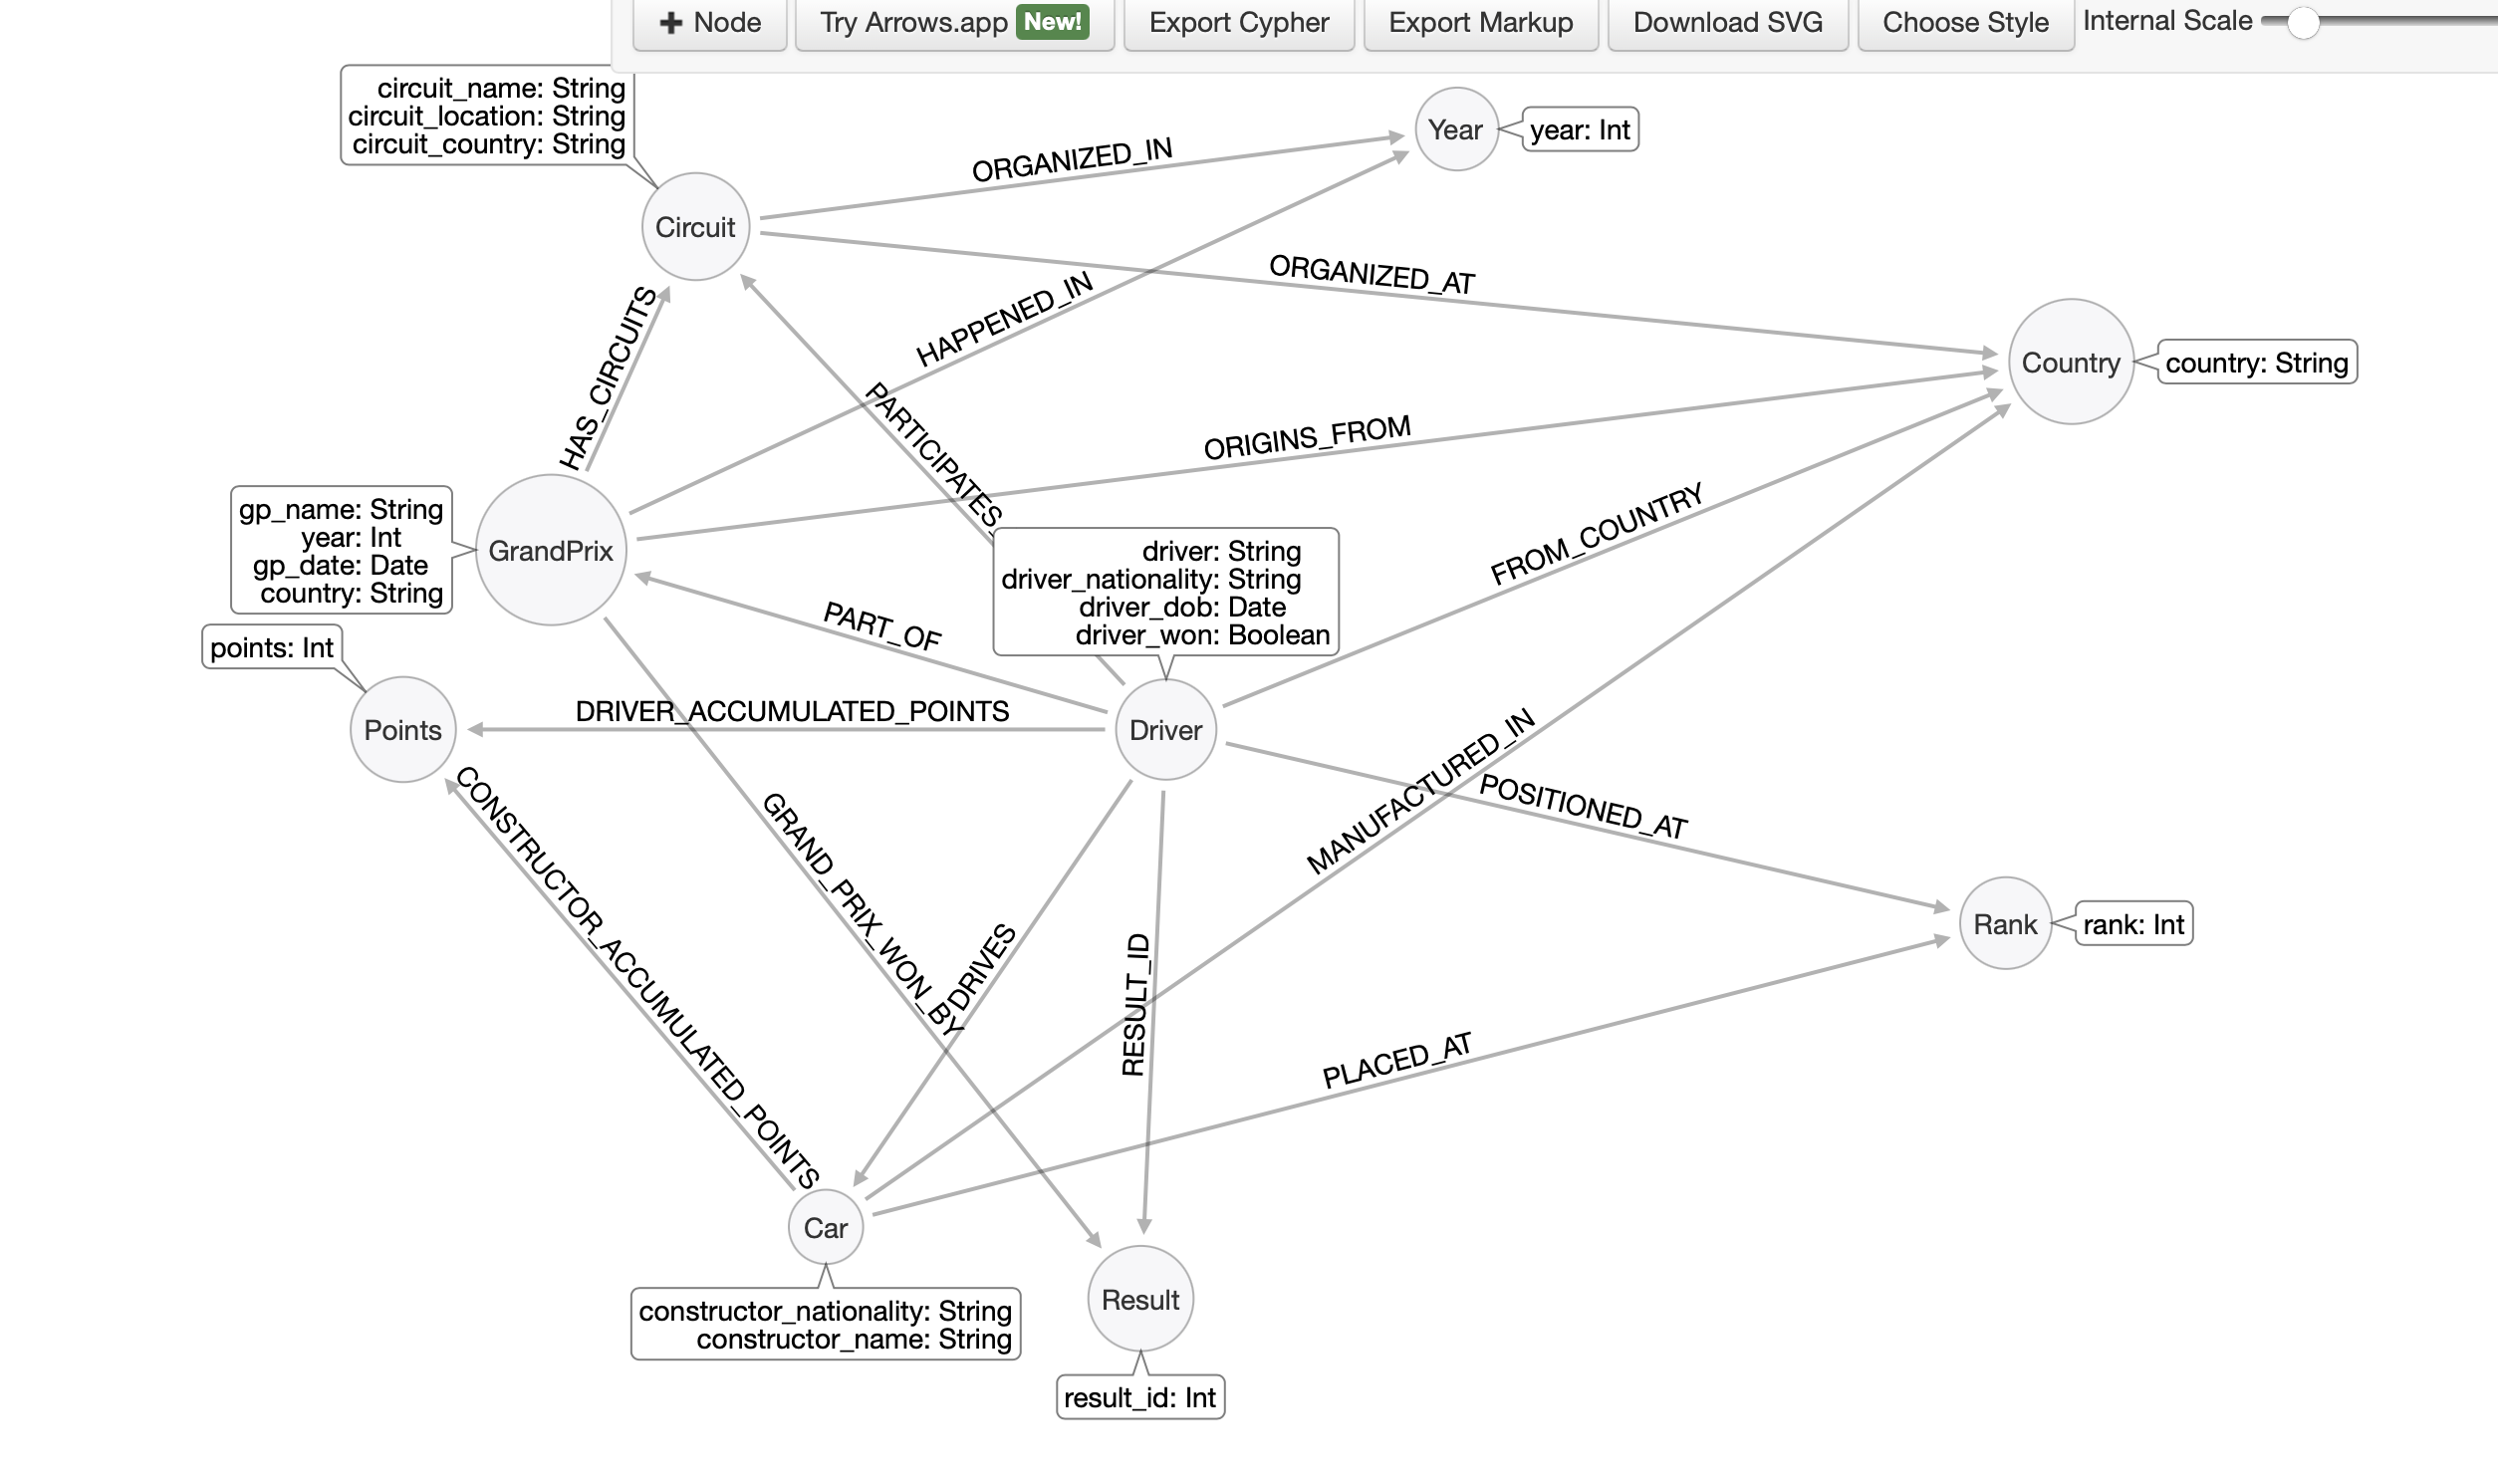 Node
Try Arrows.app New!
Export Cypher
Export Markup
Download SVG
Choose Style
Internal Scale
circuit_name: String
circuit_location: String
circuit_country: String
Circuit
Year
year: Int
ORGANIZED_IN
ORGANIZED_AT
HAPPENED_IN
HAS_CIRCUITS
PARTICIPATES_
Country
country: String
ORIGINS_FROM
gp_name: String
year: Int
gp_date: Date
country: String
GrandPrix
driver: String
driver_nationality: String
driver_dob: Date
driver_won: Boolean
FROM_COUNTRY
PART_OF
points: Int
Points
DRIVER_ACCUMULATED_POINTS
Driver
MANUFACTURED_IN
POSITIONED_AT
CONSTRUCTOR_ACCUMULATED_POINTS
GRAND_PRIX_WON_BY
DRIVES
RESULT_ID
Rank
rank: Int
PLACED_AT
Car
constructor_nationality: String
constructor_name: String
Result
result_id: Int